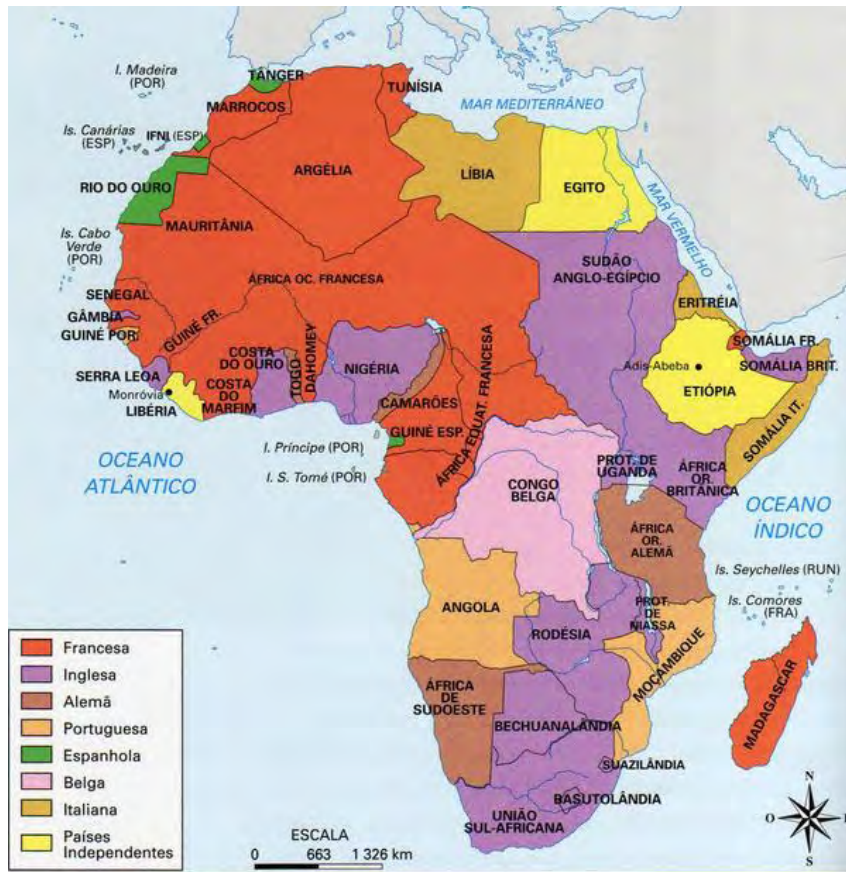 I. Madeira
(POR)
TÂNGER
TUNÍSIA
MARROCOS
MAR MEDITERRÂNEO
Is. Canárias
(ESP)
IFNI (ESP)
ARGÉLIA
LÍBIA
EGITO
RIO DO OURO
MAR VERMELHO
MAURITÂNIA
Is. Cabo
Verde
(POR)
SUDÃO
ANGLO-EGÍPCIO
ÁFRICA OC. FRANCESA
SENEGAL
ERITRÉIA
GÂMBIA
GUINÉ FR.
GUINÉ POR.
SOMÁLIA FR.
COSTA
DO OURO
TOGO
DAHOMEY
NIGÉRIA
SOMÁLIA BRIT.
SERRA LEOA
Adis-Abeba
COSTA
DO
MARFIM
Monróvia
LIBÉRIA
CAMARÕES
ETIÓPIA
ÁFRICA EQUAT. FRANCESA
SOMÁLIA IT.
GUINÉ ESP.
I. Príncipe (POR)
OCEANO
ATLÂNTICO
PROT. DE
UGANDA
ÁFRICA
OR.
BRITÂNICA
I. S. Tomé (POR)
CONGO
BELGA
OCEANO
ÍNDICO
ÁFRICA
OR.
ALEMÃ
Is. Seychelles (RUN)
ANGOLA
PROT.
DE
NIASSA
Is. Comores
(FRA)
RODÉSIA
MOÇAMBIQUE
Francesa
Inglesa
Alemã
Portuguesa
Espanhola
Belga
Italiana
Países
Independentes
ÁFRICA
DE
SUDOESTE
MADAGASCAR
BECHUANALÂNDIA
SUAZILÂNDIA
BASUTOLÂNDIA
UNIÃO
SUL-AFRICANA
N
O
S
ESCALA
0 663 1 326 km